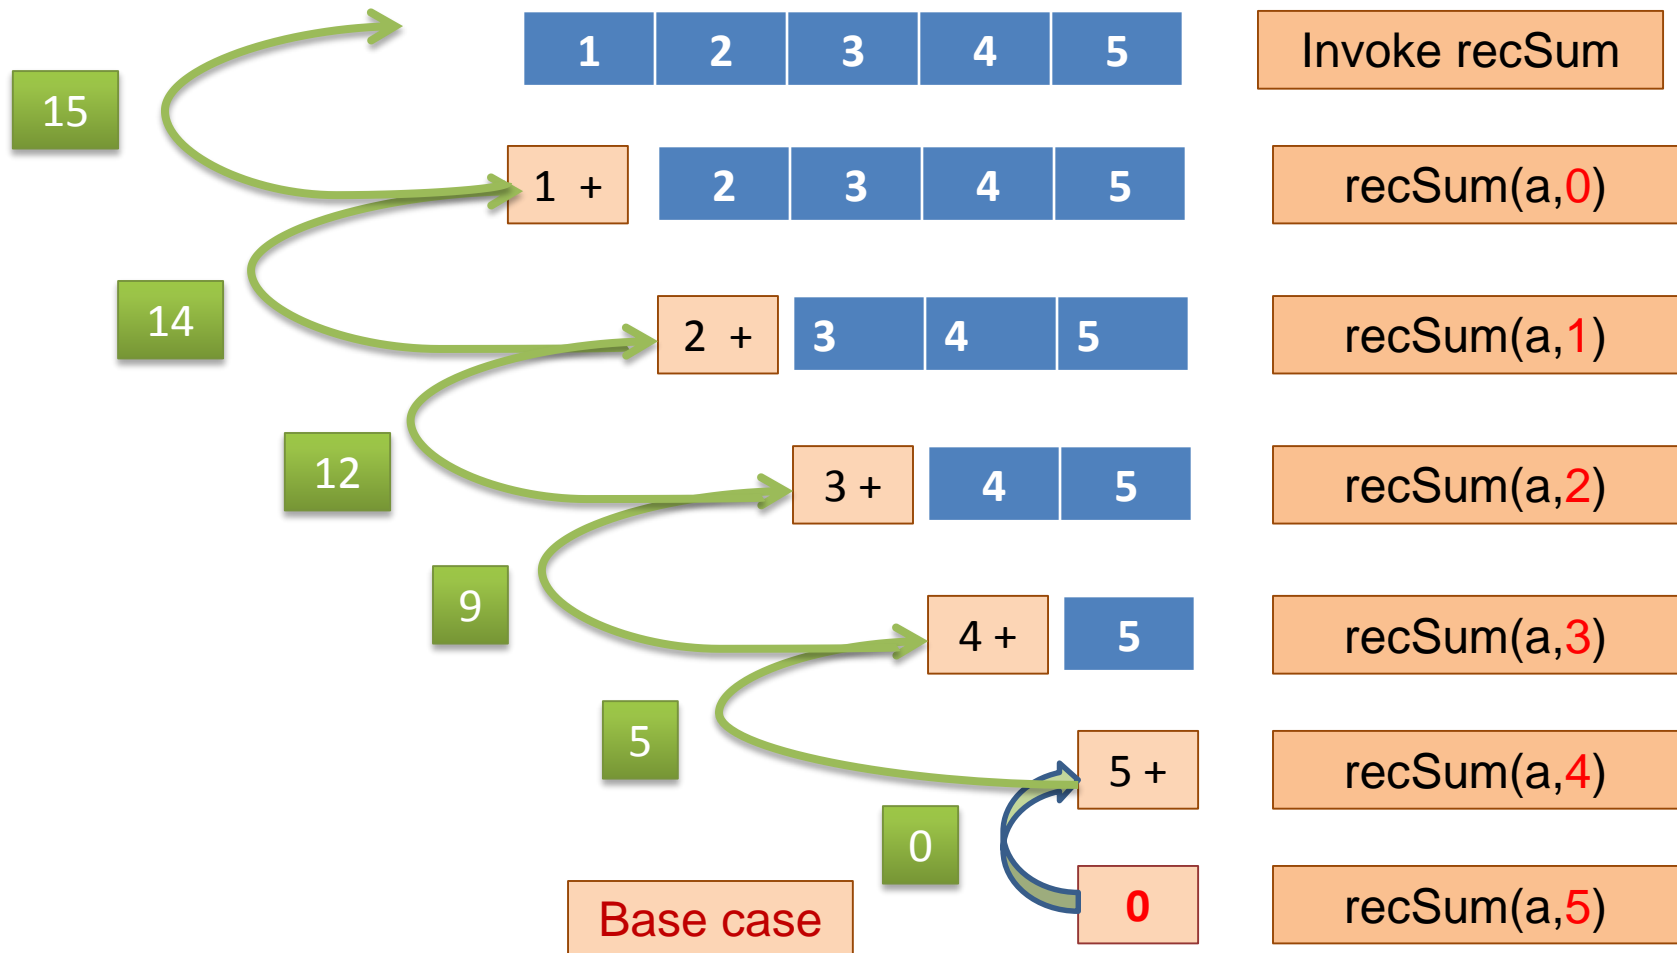 1 2 3 4 5 Invoke recSum
15
1 + 2 3 4 5 recSum(a,0)
14
2 + 3 4 5 recSum(a,1)
12
3 + 4 5 recSum(a,2)
9
4 + 5 recSum(a,3)
5
5 + recSum(a,4)
0
Base case 0 recSum(a,5)